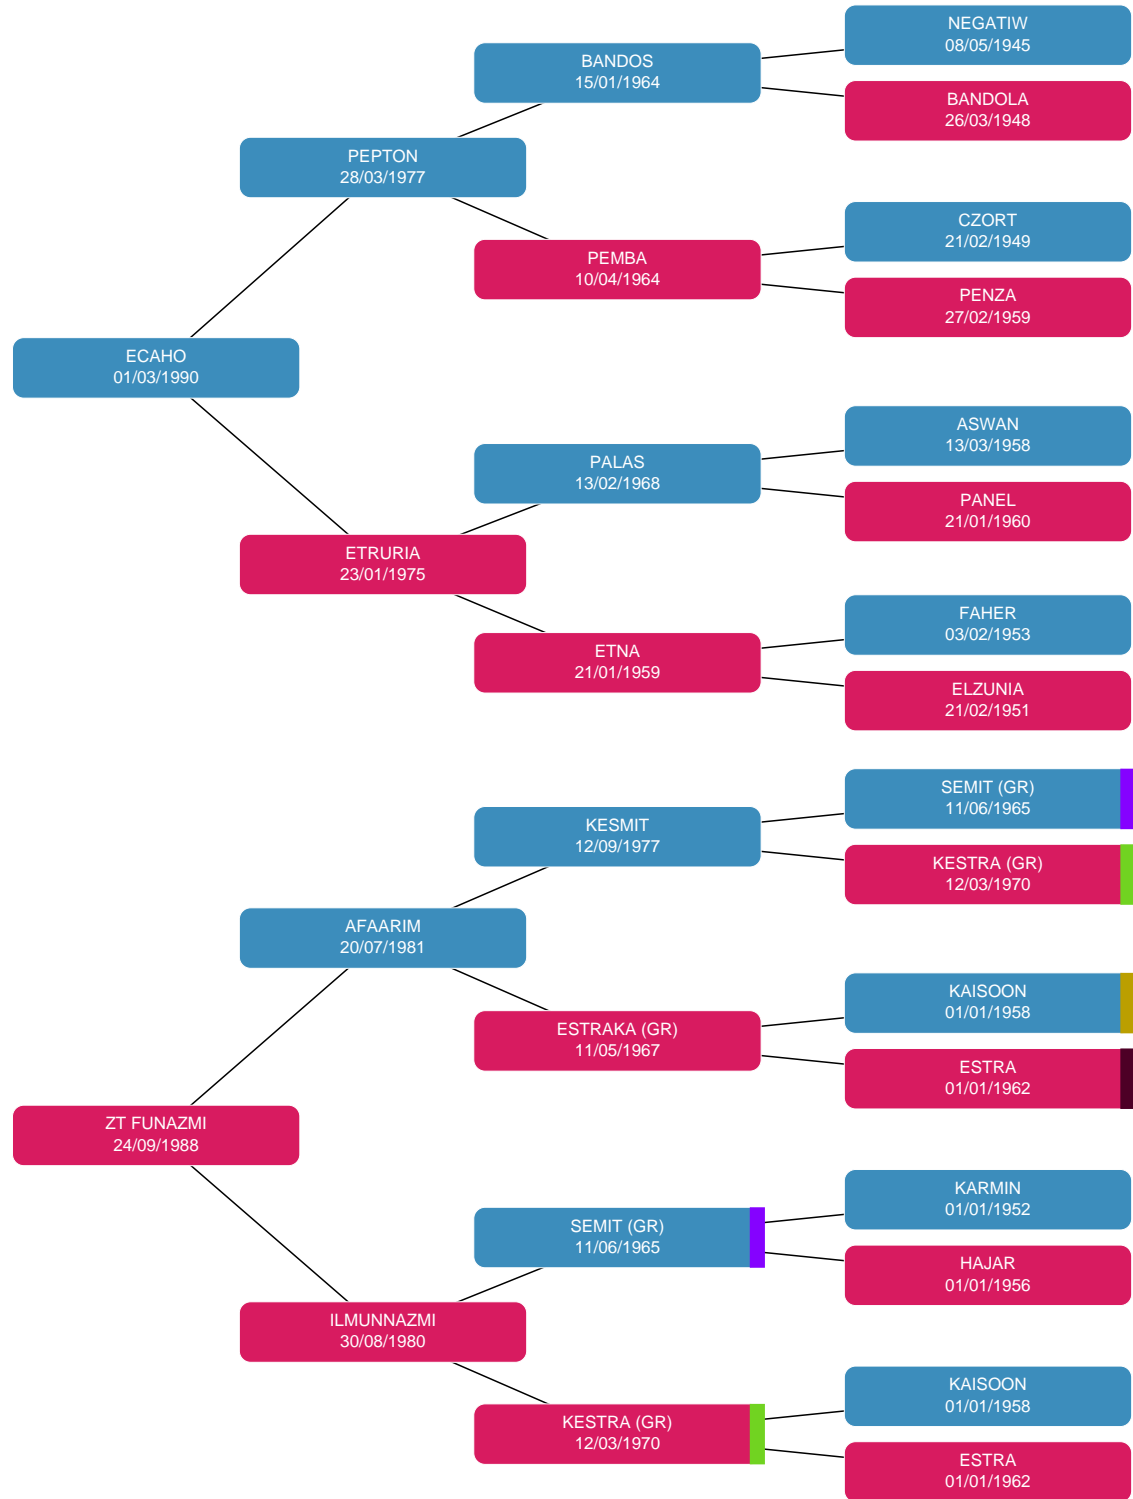 NEGATIW
08/05/1945
BANDOS
15/01/1964
BANDOLA
26/03/1948
PEPTON
28/03/1977
CZORT
21/02/1949
PEMBA
10/04/1964
PENZA
27/02/1959
ECAHO
01/03/1990
ASWAN
13/03/1958
PALAS
13/02/1968
PANEL
21/01/1960
ETRURIA
23/01/1975
FAHER
03/02/1953
ETNA
21/01/1959
ELZUNIA
21/02/1951
SEMIT (GR)
11/06/1965
KESMIT
12/09/1977
KESTRA (GR)
12/03/1970
AFAARIM
20/07/1981
KAISOON
01/01/1958
ESTRAKA (GR)
11/05/1967
ESTRA
01/01/1962
ZT FUNAZMI
24/09/1988
KARMIN
01/01/1952
SEMIT (GR)
11/06/1965
HAJAR
01/01/1956
ILMUNNAZMI
30/08/1980
KAISOON
01/01/1958
KESTRA (GR)
12/03/1970
ESTRA
01/01/1962